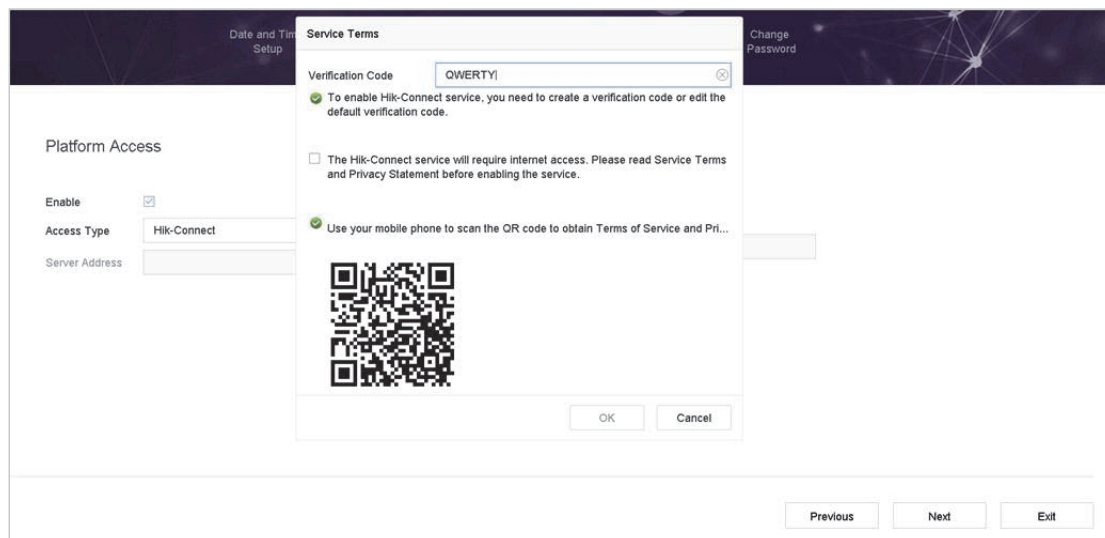 Date and Tim
Setup
Service Terms
Change
Password
Verification Code
QWERTY
To enable Hik-Connect service, you need to create a verification code or edit the
default verification code.
Platform Access
The Hik-Connect service will require internet access. Please read Service Terms
and Privacy Statement before enabling the service.
Enable
Access Type
Hik-Connect
Use your mobile phone to scan the QR code to obtain Terms of Service and Pri...
Server Address
OK
Cancel
Previous
Next
Exit